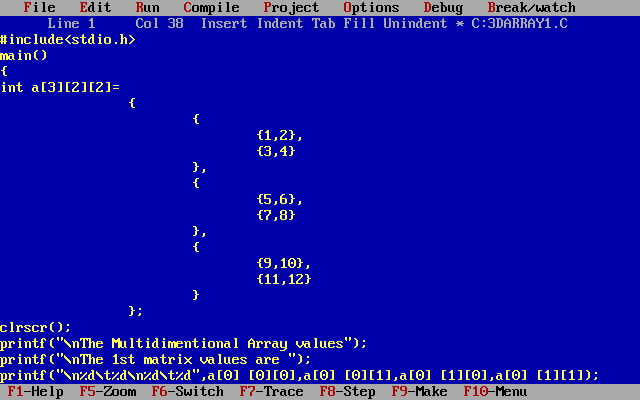 File Edit Run Compile Project Options Debug Break/watch
Line 1 Col 38 Insert Indent Tab Fill Unindent * C:3DARRAY1.C
#include<stdio.h>
main()
{
int a[3][2][2]=
{
{
{1,2},
{3,4}
},
{
{5,6},
{7,8}
},
{
{9,10},
{11,12}
}
};
clrscr();
printf("\nThe Multidimentional Array values");
printf("\nThe 1st matrix values are ");
printf("\n%d\t%d\n%d\t%d",a[0] [0][0],a[0] [0][1],a[0] [1][0],a[0] [1][1]);
F1-Help F5-Zoom F6-Switch F7-Trace F8-Step F9-Make F10-Menu